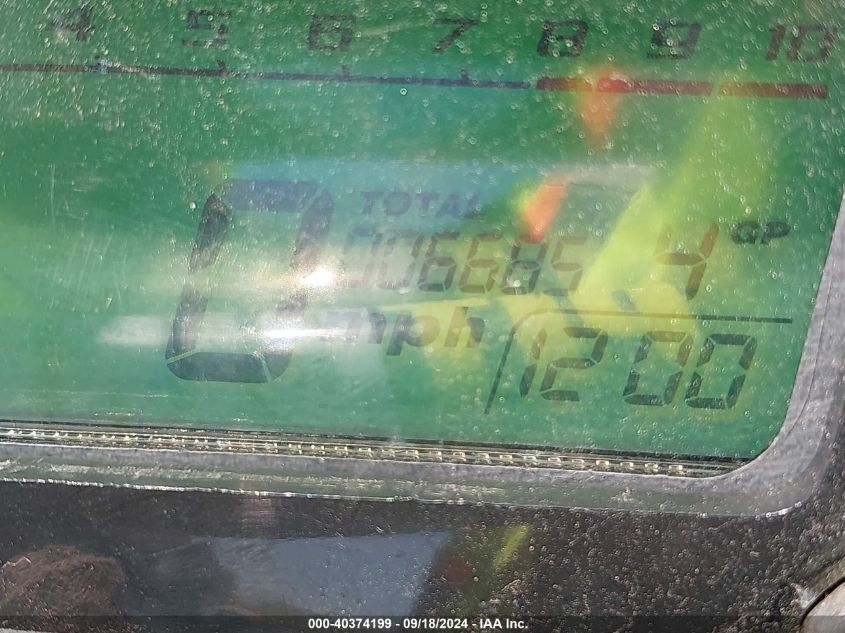 4 5 6 7 8 9 10
TOTAL
006685 4 GP
0 mph
12 00
000-40374199 - 09/18/2024 - IAA Inc.